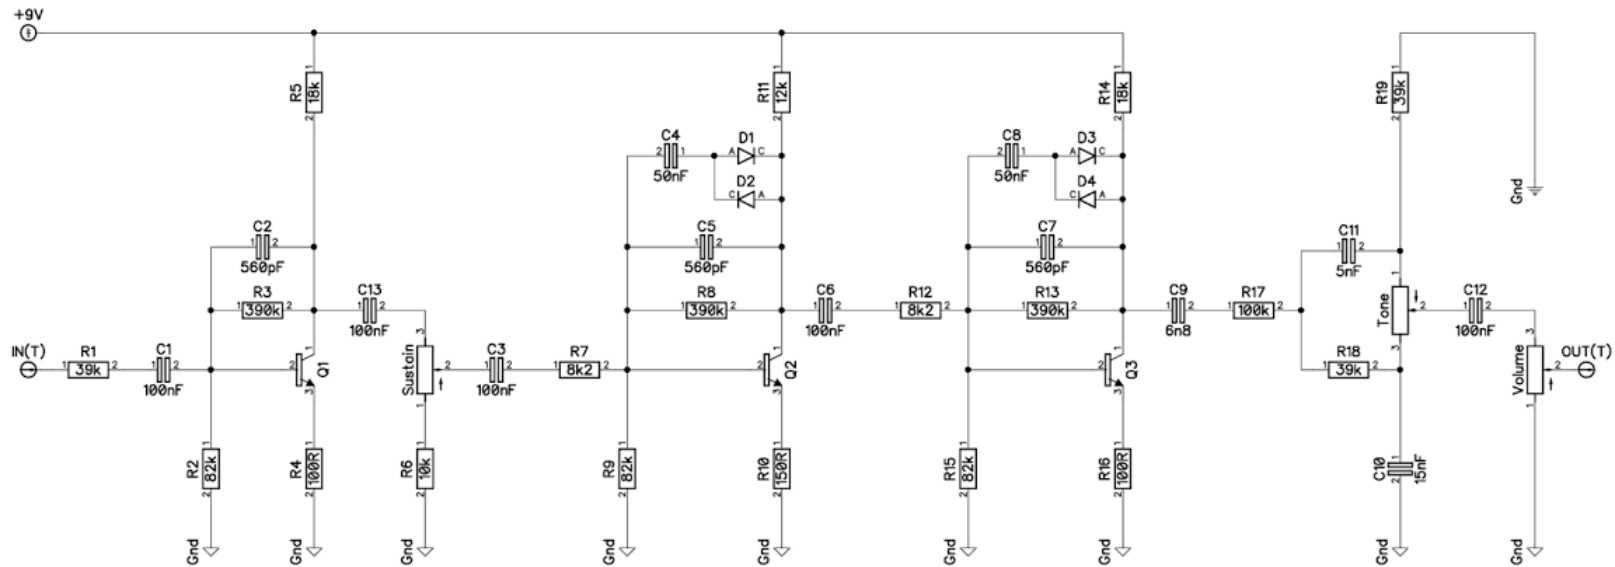 +9V
R5
18k
R11
12k
R14
18k
R19
39k
C4
50nF
D1
D2
C8
50nF
D3
D4
Gnd
C2
560pF
C5
560pF
C7
560pF
C11
5nF
R3
390k
C13
100nF
R8
390k
C6
100nF
R12
8k2
R13
390k
C9
6n8
R17
100k
Tone
C12
100nF
IN(T)
R1
39k
C1
100nF
Q1
Sustain
C3
100nF
R7
8k2
Q2
Q3
R18
39k
Volume
OUT(T)
R2
82k
R4
100R
R6
10k
R9
82k
R10
150R
R15
82k
R16
100R
C10
15nF
Gnd
Gnd
Gnd
Gnd
Gnd
Gnd
Gnd
Gnd
Gnd